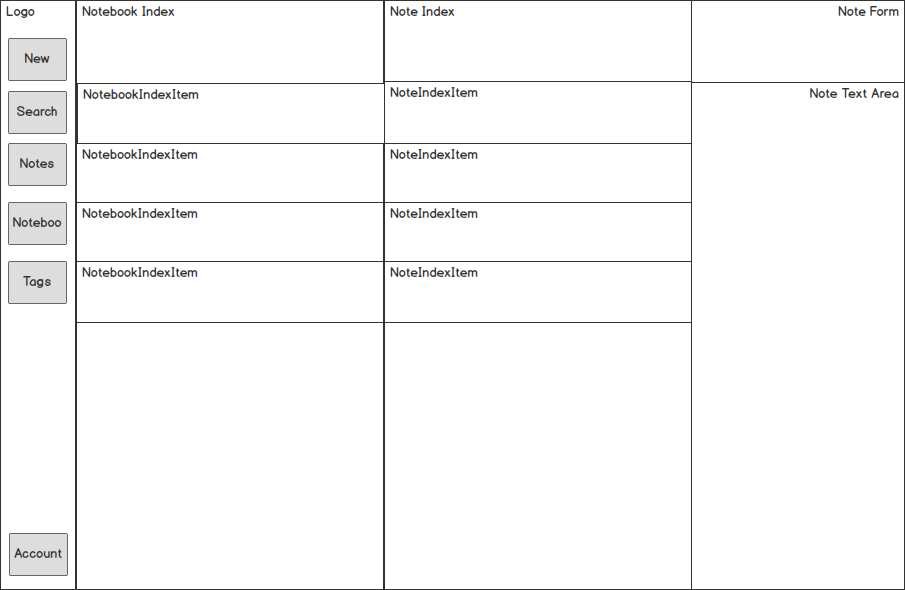 Logo
New
Search
Notes
Noteboo
Tags
Account
Notebook Index
NotebookIndexItem
NotebookIndexItem
NotebookIndexItem
NotebookIndexItem
Note Index
NoteIndexItem
NoteIndexItem
NoteIndexItem
NoteIndexItem
Note Form
Note Text Area